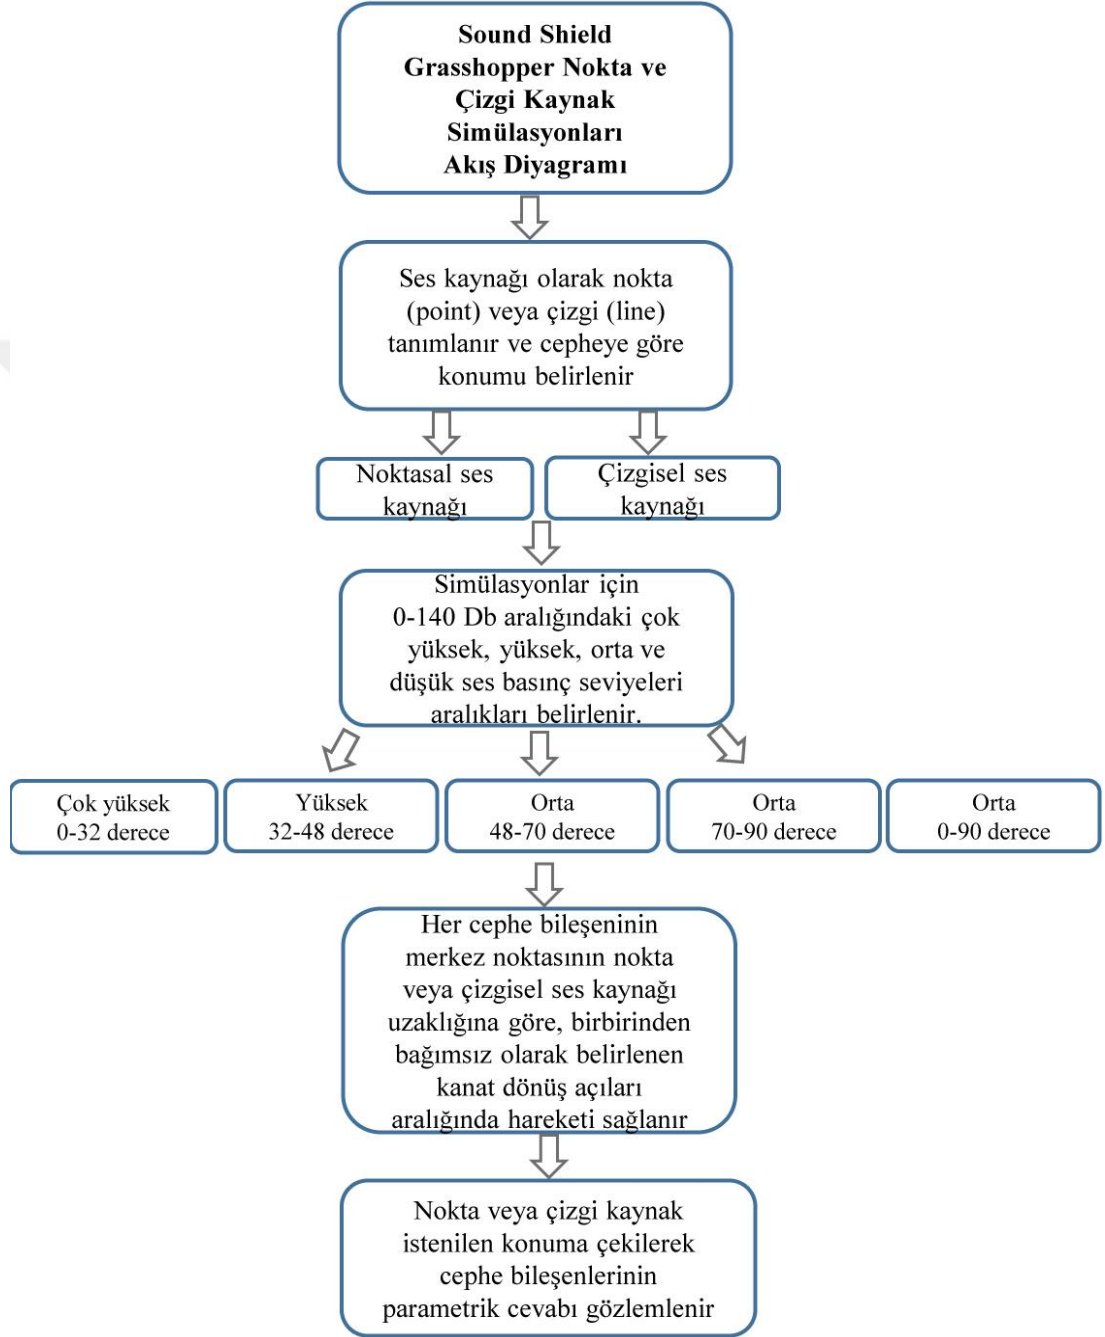 Sound Shield
Grasshopper Nokta ve
Çizgi Kaynak
Simülasyonları
Akış Diyagramı
Ses kaynağı olarak nokta
(point) veya çizgi (line)
tanımlanır ve cepheye göre
konumu belirlenir
Noktasal ses
kaynağı
Çizgisel ses
kaynağı
Simülasyonlar için
0-140 Db aralığındaki çok
yüksek, yüksek, orta ve
düşük ses basınç seviyeleri
aralıkları belirlenir.
Çok yüksek
0-32 derece
Yüksek
32-48 derece
Orta
48-70 derece
Orta
70-90 derece
Orta
0-90 derece
Her cephe bileşeninin
merkez noktasının nokta
veya çizgisel ses kaynağı
uzaklığına göre, birbirinden
bağımsız olarak belirlenen
kanat dönüş açıları
aralığında hareketi sağlanır
Nokta veya çizgi kaynak
istenilen konuma çekilerek
cephe bileşenlerinin
parametrik cevabı gözlemlenir